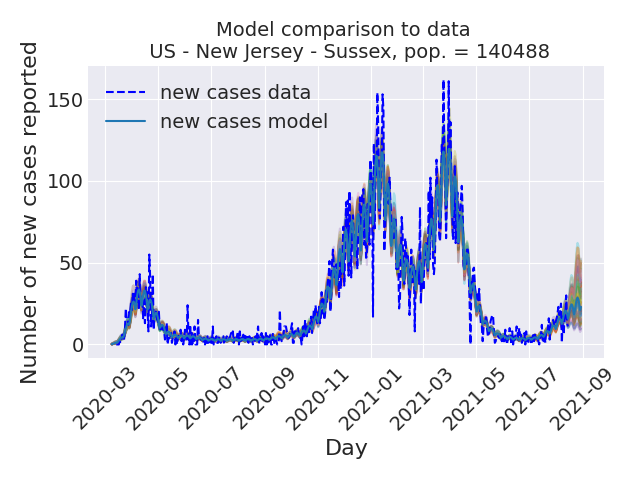 Model comparison to data
US - New Jersey - Sussex, pop. = 140488
Number of new cases reported
150
100
50
0
new cases data
new cases model
2020-03
2020-05
2020-07
2020-09
2020-11
2021-01
2021-03
2021-05
2021-07
2021-09
Day